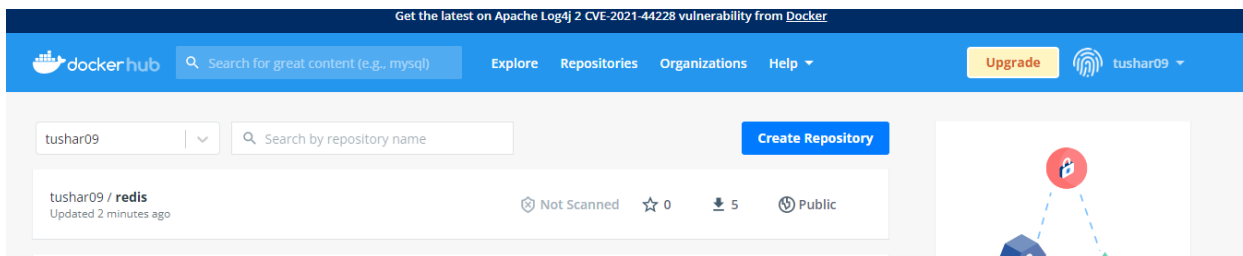 Get the latest on Apache Log4j 2 CVE-2021-44228 vulnerability from Docker
dockerhub Search for great content (e.g., mysql) Explore Repositories Organizations Help Upgrade tushar09
tushar09 Search by repository name Create Repository
tushar09 / redis
Updated 2 minutes ago
Not Scanned 0 5 Public